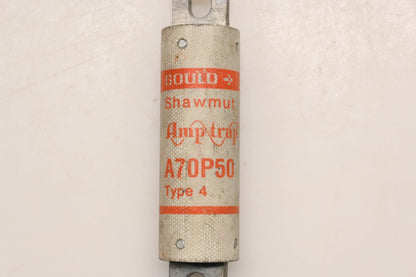 GOULD
Shawmut
Amp-trap
A70P50
Type 4